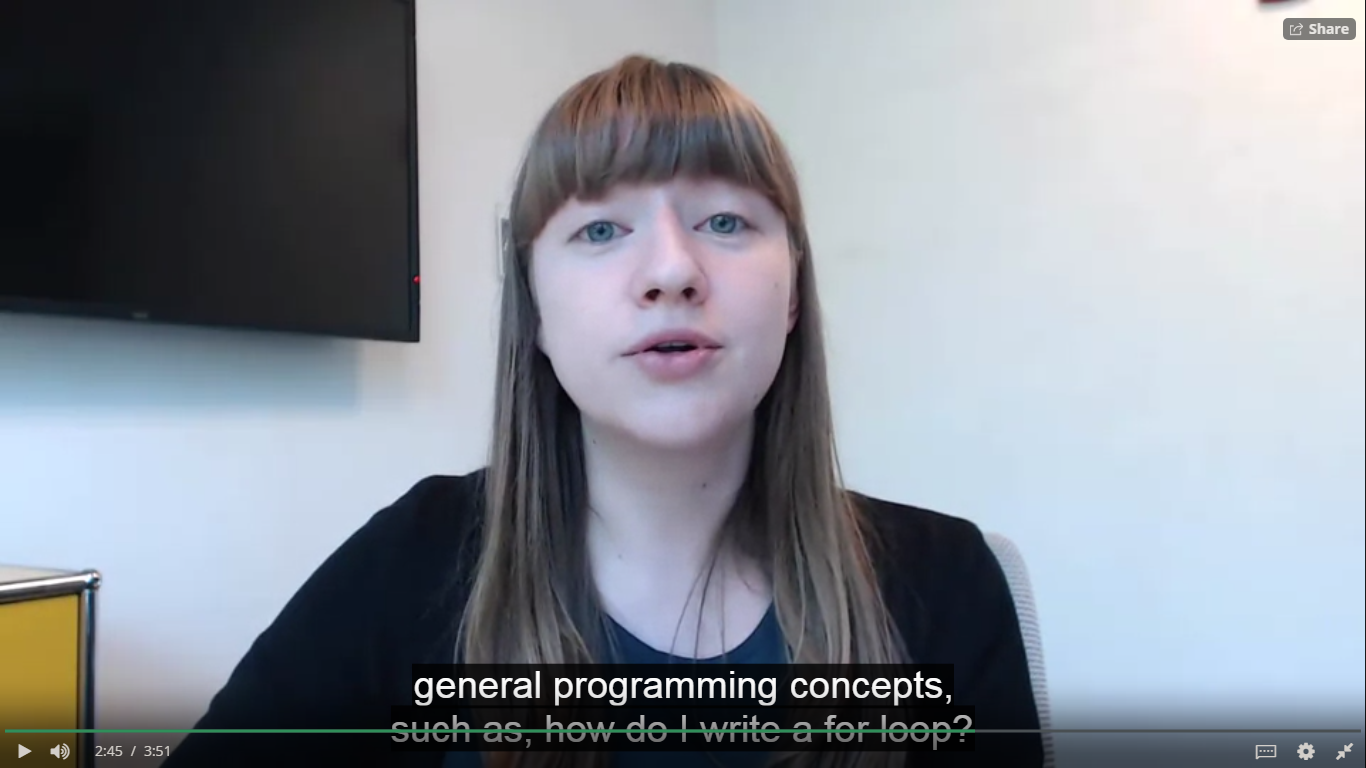 Share
general programming concepts,
such as, how do I write a for loop?
2:45 / 3:51